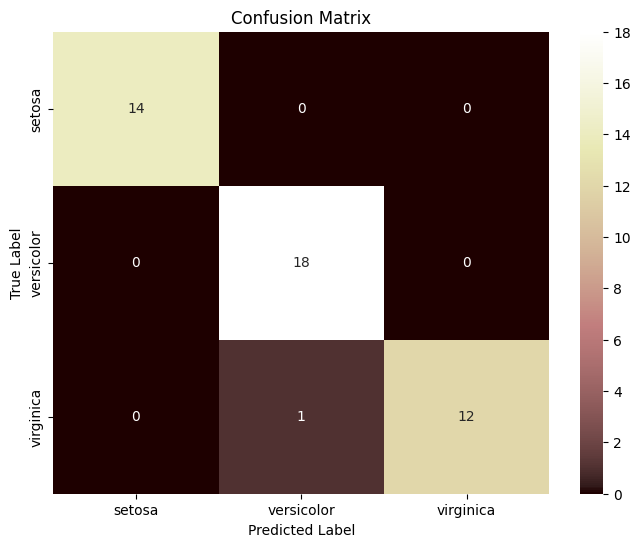 Confusion Matrix
True Label
setosa
14 0 0
versicolor
0 18 0
virginica
0 1 12
setosa versicolor virginica
Predicted Label
18
16
14
12
10
8
6
4
2
0